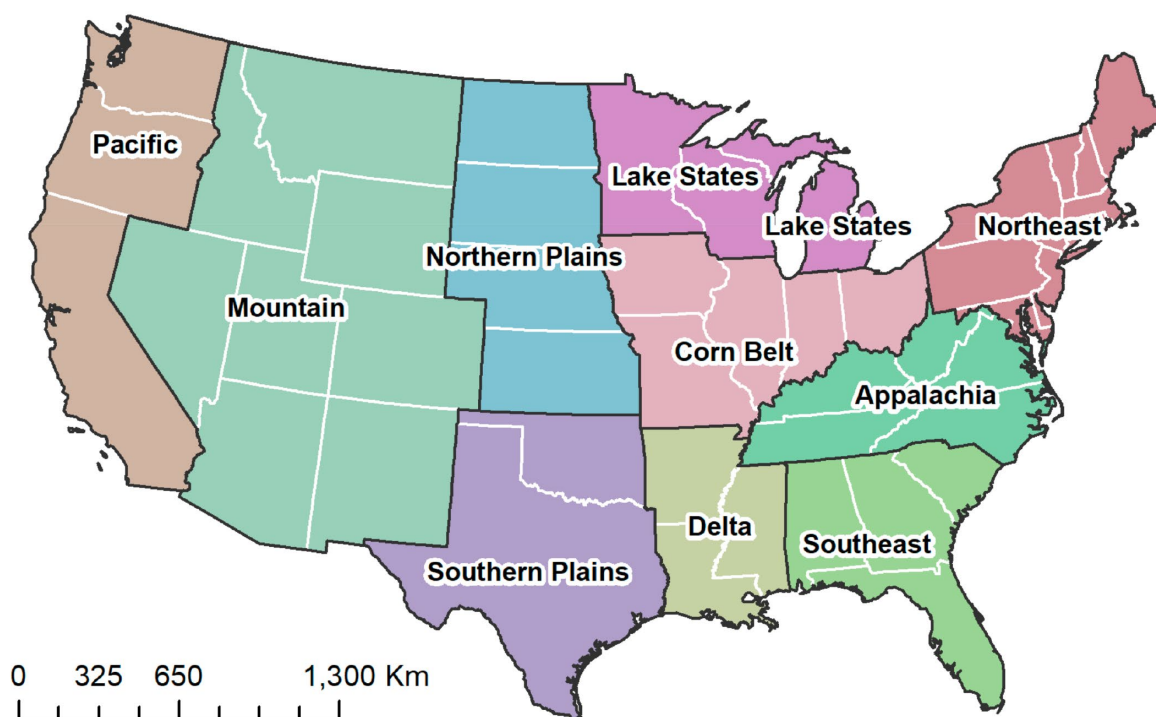 Pacific
Lake States
Lake States
Northeast
Northern Plains
Mountain
Corn Belt
Appalachia
Delta
Southeast
Southern Plains
0 325 650 1,300 Km